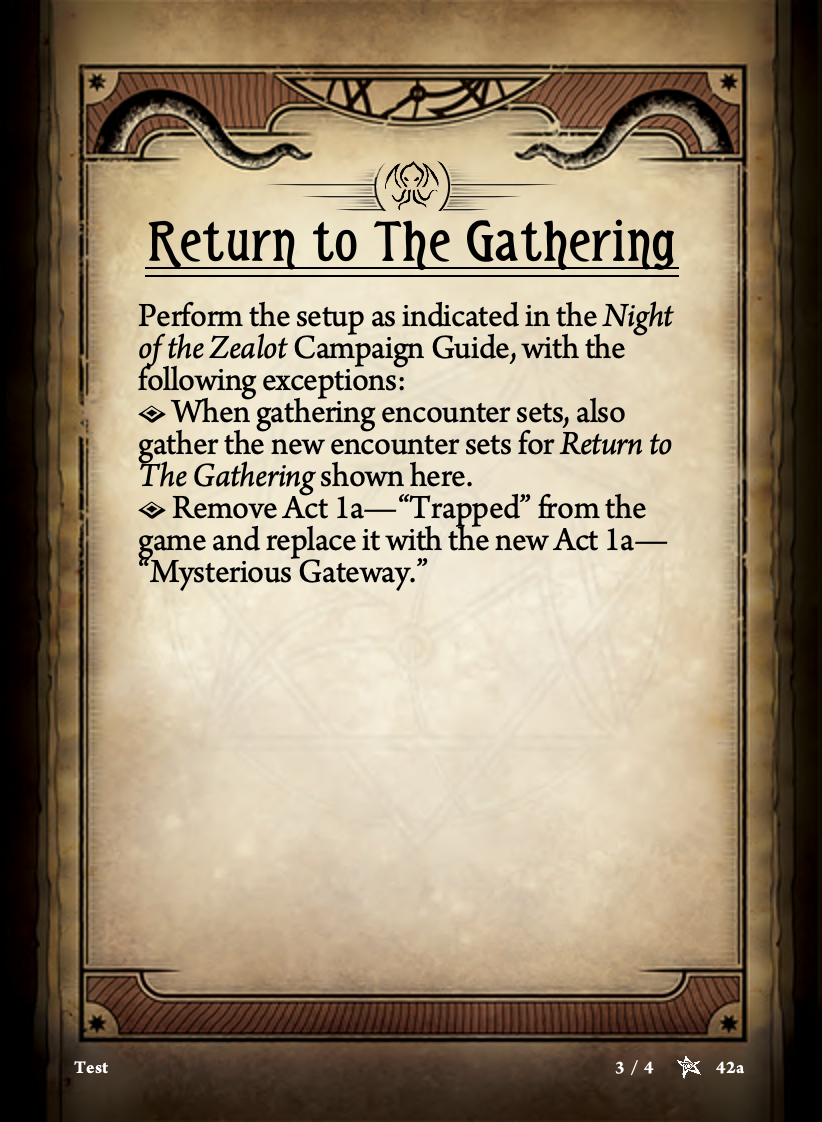 Return to The Gathering
Perform the setup as indicated in the Night
of the Zealot Campaign Guide, with the
following exceptions:
When gathering encounter sets, also
gather the new encounter sets for Return to
The Gathering shown here.
Remove Act 1a—“Trapped” from the
game and replace it with the new Act 1a—
“Mysterious Gateway.”
Test 3 / 4 42a